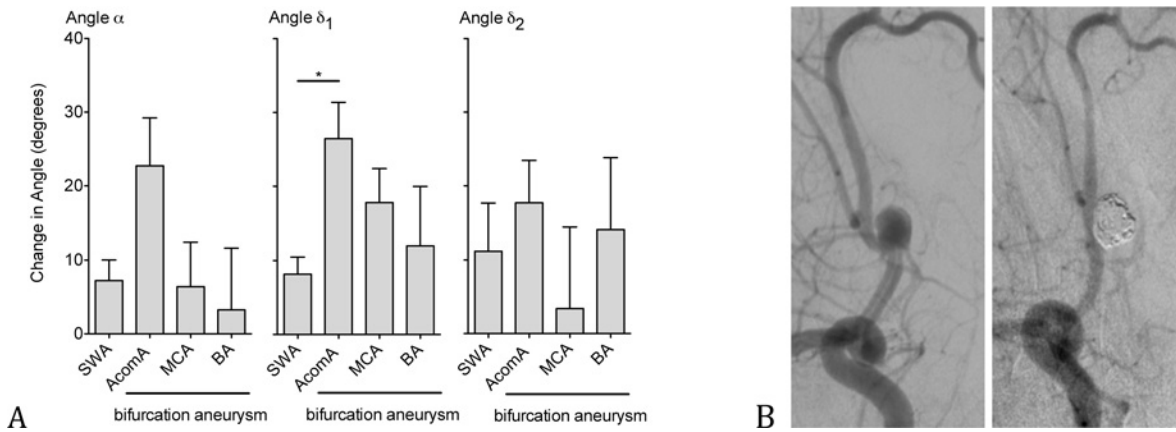 Angle α
Angle δ1
Angle δ2
Change in Angle (degrees)
40
30
20
10
0
SWA
AcomA
MCA
BA
SWA
AcomA
MCA
BA
SWA
AcomA
MCA
BA
*
bifurcation aneurysm
bifurcation aneurysm
bifurcation aneurysm
A
B